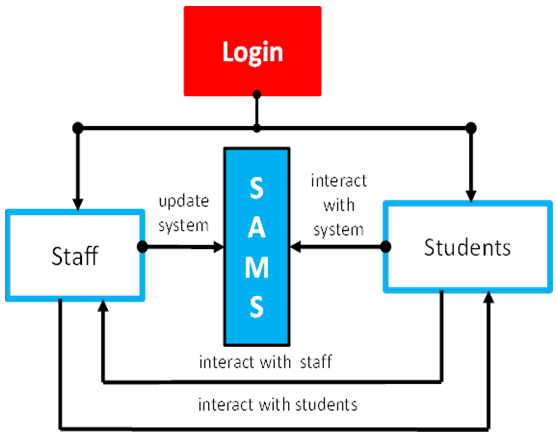 Login
update
system
S
A
M
S
interact
with
system
Staff
Students
interact with staff
interact with students